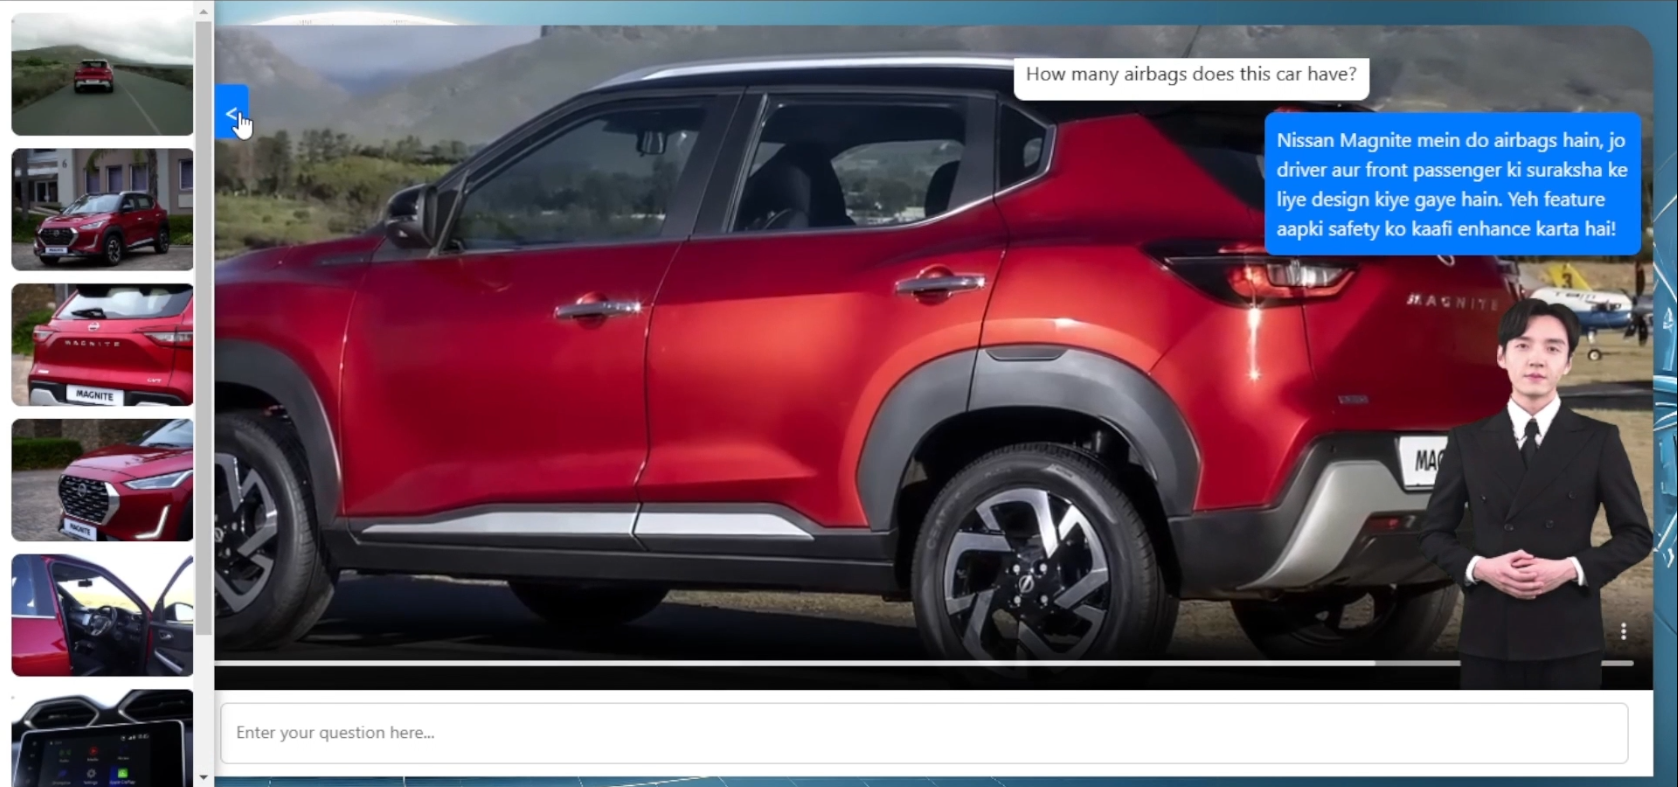 How many airbags does this car have?
Nissan Magnite mein do airbags hain, jo
driver aur front passenger ki suraksha ke
liye design kiye gaye hain. Yeh feature
aapki safety ko kaafi enhance karta hai!
<
MAGNITE
MAGNITE
MAGNITE
MAGNITE
Enter your question here...